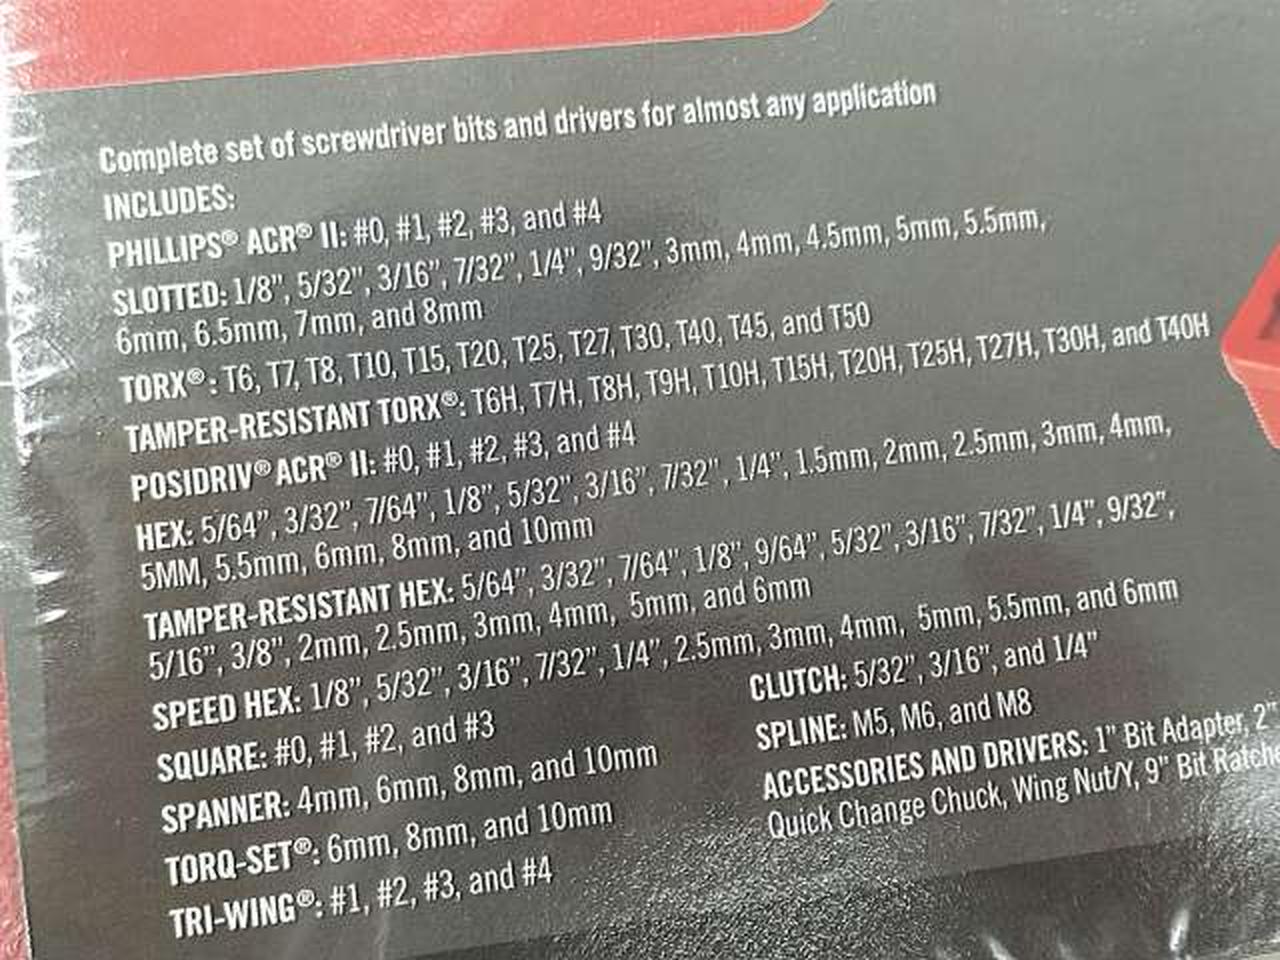 Complete set of screwdriver bits and drivers for almost any application
INCLUDES:
PHILLIPS® ACR® II: #0, #1, #2, #3, and #4
SLOTTED: 1/8”, 5/32”, 3/16”, 7/32”, 1/4”, 9/32”, 3mm, 4mm, 4.5mm, 5mm, 5.5mm,
6mm, 6.5mm, 7mm, and 8mm
TORX®: T6, T7, T8, T10, T15, T20, T25, T27, T30, T40, T45, and T50
TAMPER-RESISTANT TORX®: T6H, T7H, T8H, T9H, T10H, T15H, T20H, T25H, T27H, T30H, and T40H
POSIDRIV® ACR® II: #0, #1, #2, #3, and #4
HEX: 5/64”, 3/32”, 7/64”, 1/8”, 5/32”, 3/16”, 7/32”, 1/4”, 1.5mm, 2mm, 2.5mm, 3mm, 4mm,
5MM, 5.5mm, 6mm, 8mm, and 10mm
TAMPER-RESISTANT HEX: 5/64”, 3/32”, 7/64”, 1/8”, 9/64”, 5/32”, 3/16”, 7/32”, 1/4”, 9/32”,
5/16”, 3/8”, 2mm, 2.5mm, 3mm, 4mm, 5mm, and 6mm
SPEED HEX: 1/8”, 5/32”, 3/16”, 7/32”, 1/4”, 2.5mm, 3mm, 4mm, 5mm, 5.5mm, and 6mm
SQUARE: #0, #1, #2, and #3
SPANNER: 4mm, 6mm, 8mm, and 10mm
TORQ-SET®: 6mm, 8mm, and 10mm
TRI-WING®: #1, #2, #3, and #4
CLUTCH: 5/32”, 3/16”, and 1/4”
SPLINE: M5, M6, and M8
ACCESSORIES AND DRIVERS: 1” Bit Adapter, 2”
Quick Change Chuck, Wing Nut/Y, 9” Bit